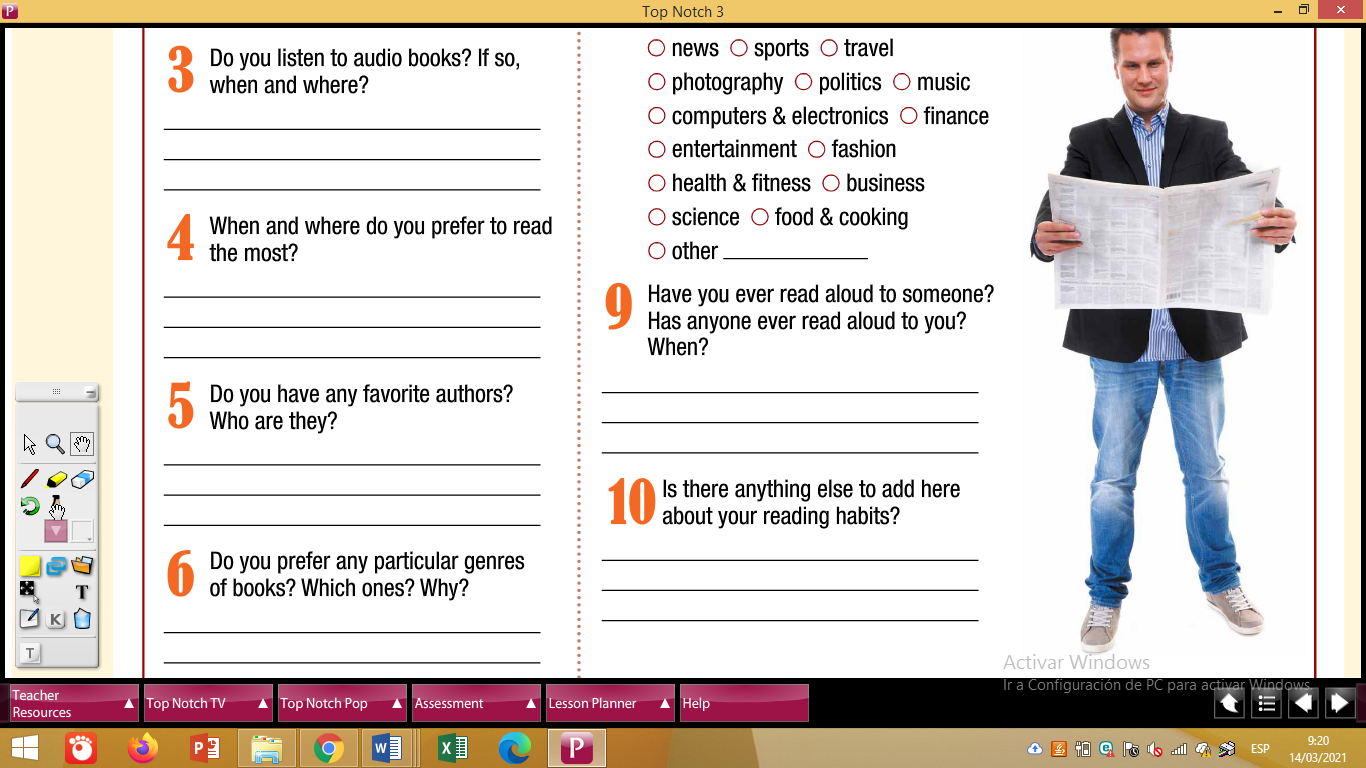 Top Notch 3
3 Do you listen to audio books? If so,
when and where?
4 When and where do you prefer to read
the most?
5 Do you have any favorite authors?
Who are they?
6 Do you prefer any particular genres
of books? Which ones? Why?
news sports travel
photography politics music
computers & electronics finance
entertainment fashion
health & fitness business
science food & cooking
other
9 Have you ever read aloud to someone?
Has anyone ever read aloud to you?
When?
10 Is there anything else to add here
about your reading habits?
T
K
T
Activar Windows
Ir a Configuración de PC para activar Windows.
Teacher
Resources
Top Notch TV
Top Notch Pop
Assessment
Lesson Planner
Help
ESP
9:20
14/03/2021